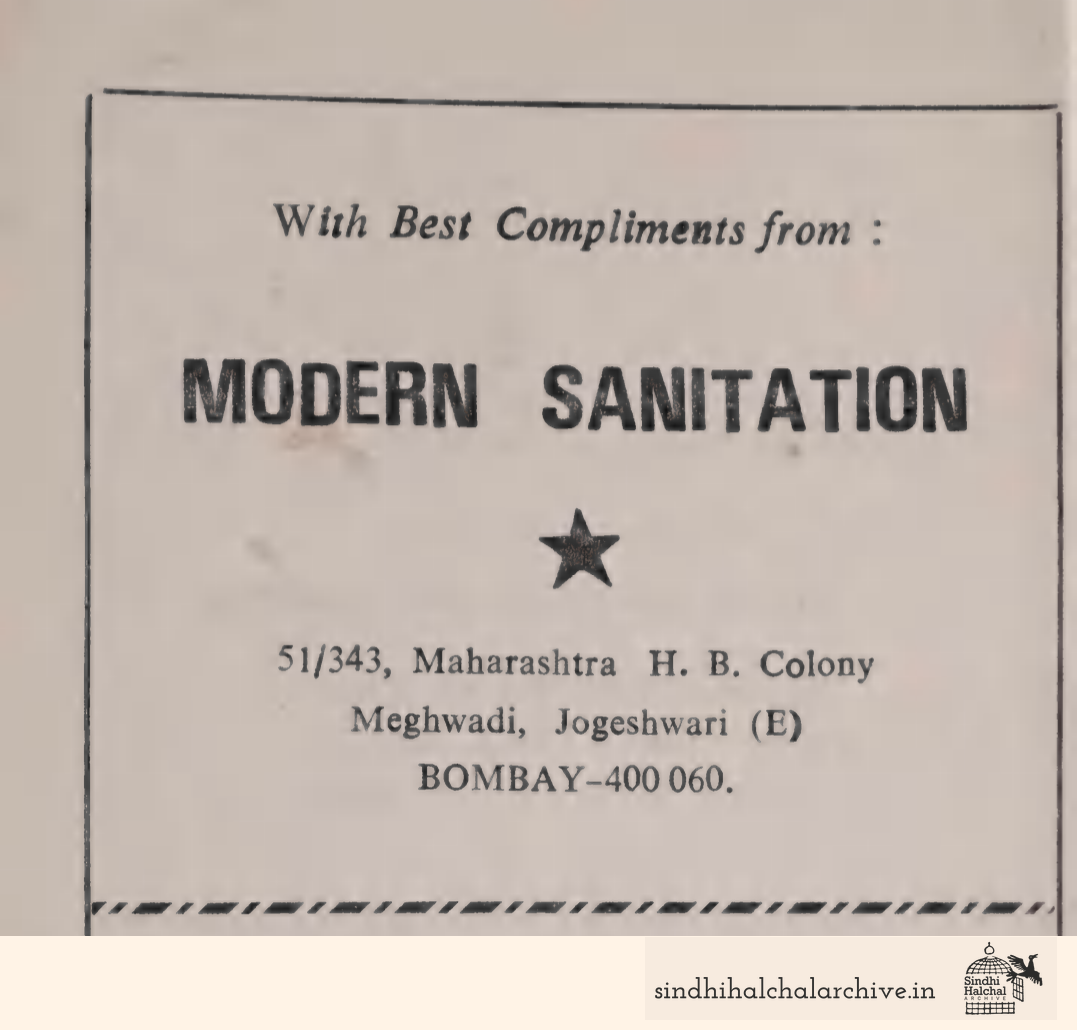 With Best Compliments from :
MODERN SANITATION
51/343, Maharashtra H. B. Colony
Meghwadi, Jogeshwari (E)
BOMBAY-400 060.
sindhihalchalarchive.in
Sindhi
Halchal
ARCHIVE